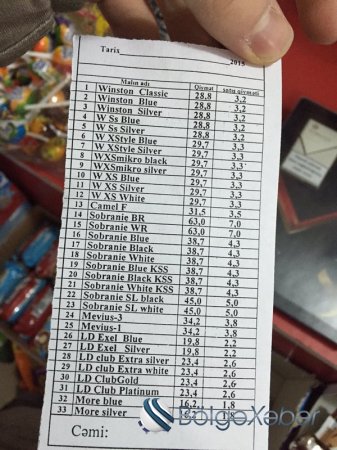 Tarix 2015
Malın adı Qiymət satış qiyməti
1 Winston Classic 28,8 3,2
2 Winston Blue 28,8 3,2
3 Winston Silver 28,8 3,2
4 W Ss Blue 28,8 3,2
5 W Ss Silver 28,8 3,2
6 W XStyle Blue 29,7 3,3
7 W XStyle Silver 29,7 3,3
8 WXSmikro black 29,7 3,3
9 WXSmikro silver 29,7 3,3
10 W XS Blue 29,7 3,3
11 W XS Silver 29,7 3,3
12 W XS White 29,7 3,3
13 Camel F 31,5 3,5
14 Sobranie BR 63,0 7,0
15 Sobranie WR 63,0 7,0
16 Sobranie Blue 38,7 4,3
17 Sobranie Black 38,7 4,3
18 Sobranie White 38,7 4,3
19 Sobranie Blue KSS 38,7 4,3
20 Sobranie Black KSS 38,7 4,3
21 Sobranie White KSS 38,7 4,3
22 Sobranie SL black 45,0 5,0
23 Sobranie SL white 45,0 5,0
24 Mevius-3 34,2 3,8
25 Mevius-1 34,2 3,8
26 LD Exel Blue 19,8 2,2
27 LD Exel Silver 19,8 2,2
28 LD club Extra silver 23,4 2,6
29 LD club Extra white 23,4 2,6
30 LD ClubGold 23,4 2,6
31 LD Club Platinum 23,4 2,6
32 More blue 16,2 1,8
33 More silver 16,2 1,8
Cəmi:
BölgəXəbər